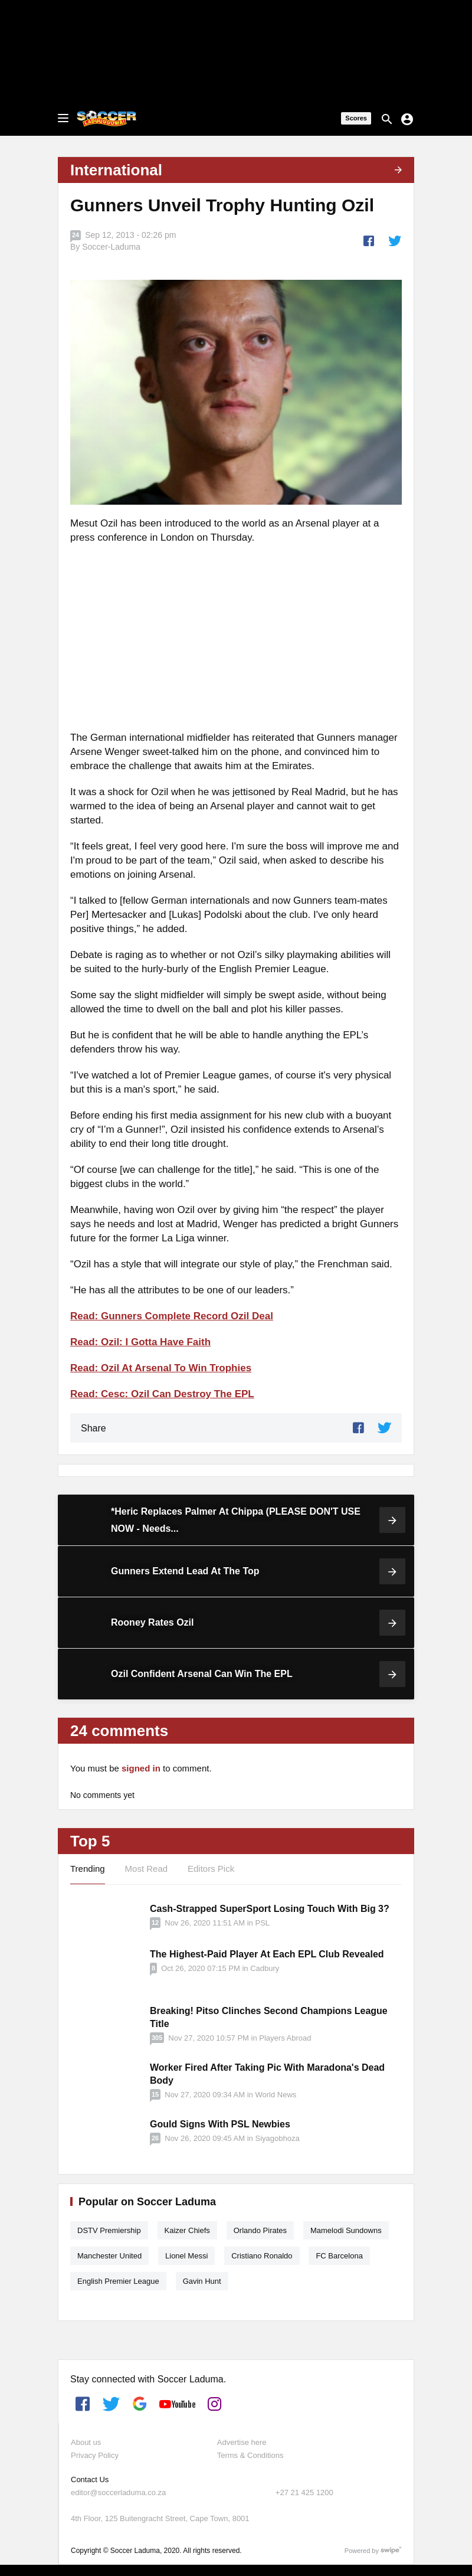 SOCCER
LADUUUUUMA!
Scores
International
Gunners Unveil Trophy Hunting Ozil
24 Sep 12, 2013 - 02:26 pm
By Soccer-Laduma
Mesut Ozil has been introduced to the world as an Arsenal player at a
press conference in London on Thursday.
The German international midfielder has reiterated that Gunners manager
Arsene Wenger sweet-talked him on the phone, and convinced him to
embrace the challenge that awaits him at the Emirates.
It was a shock for Ozil when he was jettisoned by Real Madrid, but he has
warmed to the idea of being an Arsenal player and cannot wait to get
started.
“It feels great, I feel very good here. I'm sure the boss will improve me and
I'm proud to be part of the team,” Ozil said, when asked to describe his
emotions on joining Arsenal.
“I talked to [fellow German internationals and now Gunners team-mates
Per] Mertesacker and [Lukas] Podolski about the club. I've only heard
positive things,” he added.
Debate is raging as to whether or not Ozil’s silky playmaking abilities will
be suited to the hurly-burly of the English Premier League.
Some say the slight midfielder will simply be swept aside, without being
allowed the time to dwell on the ball and plot his killer passes.
But he is confident that he will be able to handle anything the EPL’s
defenders throw his way.
“I've watched a lot of Premier League games, of course it's very physical
but this is a man's sport,” he said.
Before ending his first media assignment for his new club with a buoyant
cry of “I’m a Gunner!”, Ozil insisted his confidence extends to Arsenal’s
ability to end their long title drought.
“Of course [we can challenge for the title],” he said. “This is one of the
biggest clubs in the world.”
Meanwhile, having won Ozil over by giving him “the respect” the player
says he needs and lost at Madrid, Wenger has predicted a bright Gunners
future for the former La Liga winner.
“Ozil has a style that will integrate our style of play,” the Frenchman said.
“He has all the attributes to be one of our leaders.”
Read: Gunners Complete Record Ozil Deal
Read: Ozil: I Gotta Have Faith
Read: Ozil At Arsenal To Win Trophies
Read: Cesc: Ozil Can Destroy The EPL
Share
*Heric Replaces Palmer At Chippa (PLEASE DON'T USE
NOW - Needs...
Gunners Extend Lead At The Top
Rooney Rates Ozil
Ozil Confident Arsenal Can Win The EPL
24 comments
You must be signed in to comment.
No comments yet
Top 5
Trending Most Read Editors Pick
Cash-Strapped SuperSport Losing Touch With Big 3?
12 Nov 26, 2020 11:51 AM in PSL
The Highest-Paid Player At Each EPL Club Revealed
Oct 26, 2020 07:15 PM in Cadbury
Breaking! Pitso Clinches Second Champions League
Title
305 Nov 27, 2020 10:57 PM in Players Abroad
Worker Fired After Taking Pic With Maradona's Dead
Body
15 Nov 27, 2020 09:34 AM in World News
Gould Signs With PSL Newbies
26 Nov 26, 2020 09:45 AM in Siyagobhoza
Popular on Soccer Laduma
DSTV Premiership Kaizer Chiefs Orlando Pirates Mamelodi Sundowns
Manchester United Lionel Messi Cristiano Ronaldo FC Barcelona
English Premier League Gavin Hunt
Stay connected with Soccer Laduma.
YouTube
About us Advertise here
Privacy Policy Terms & Conditions
Contact Us
editor@soccerladuma.co.za +27 21 425 1200
4th Floor, 125 Buitengracht Street, Cape Town, 8001
Copyright © Soccer Laduma, 2020. All rights reserved. Powered by swipe